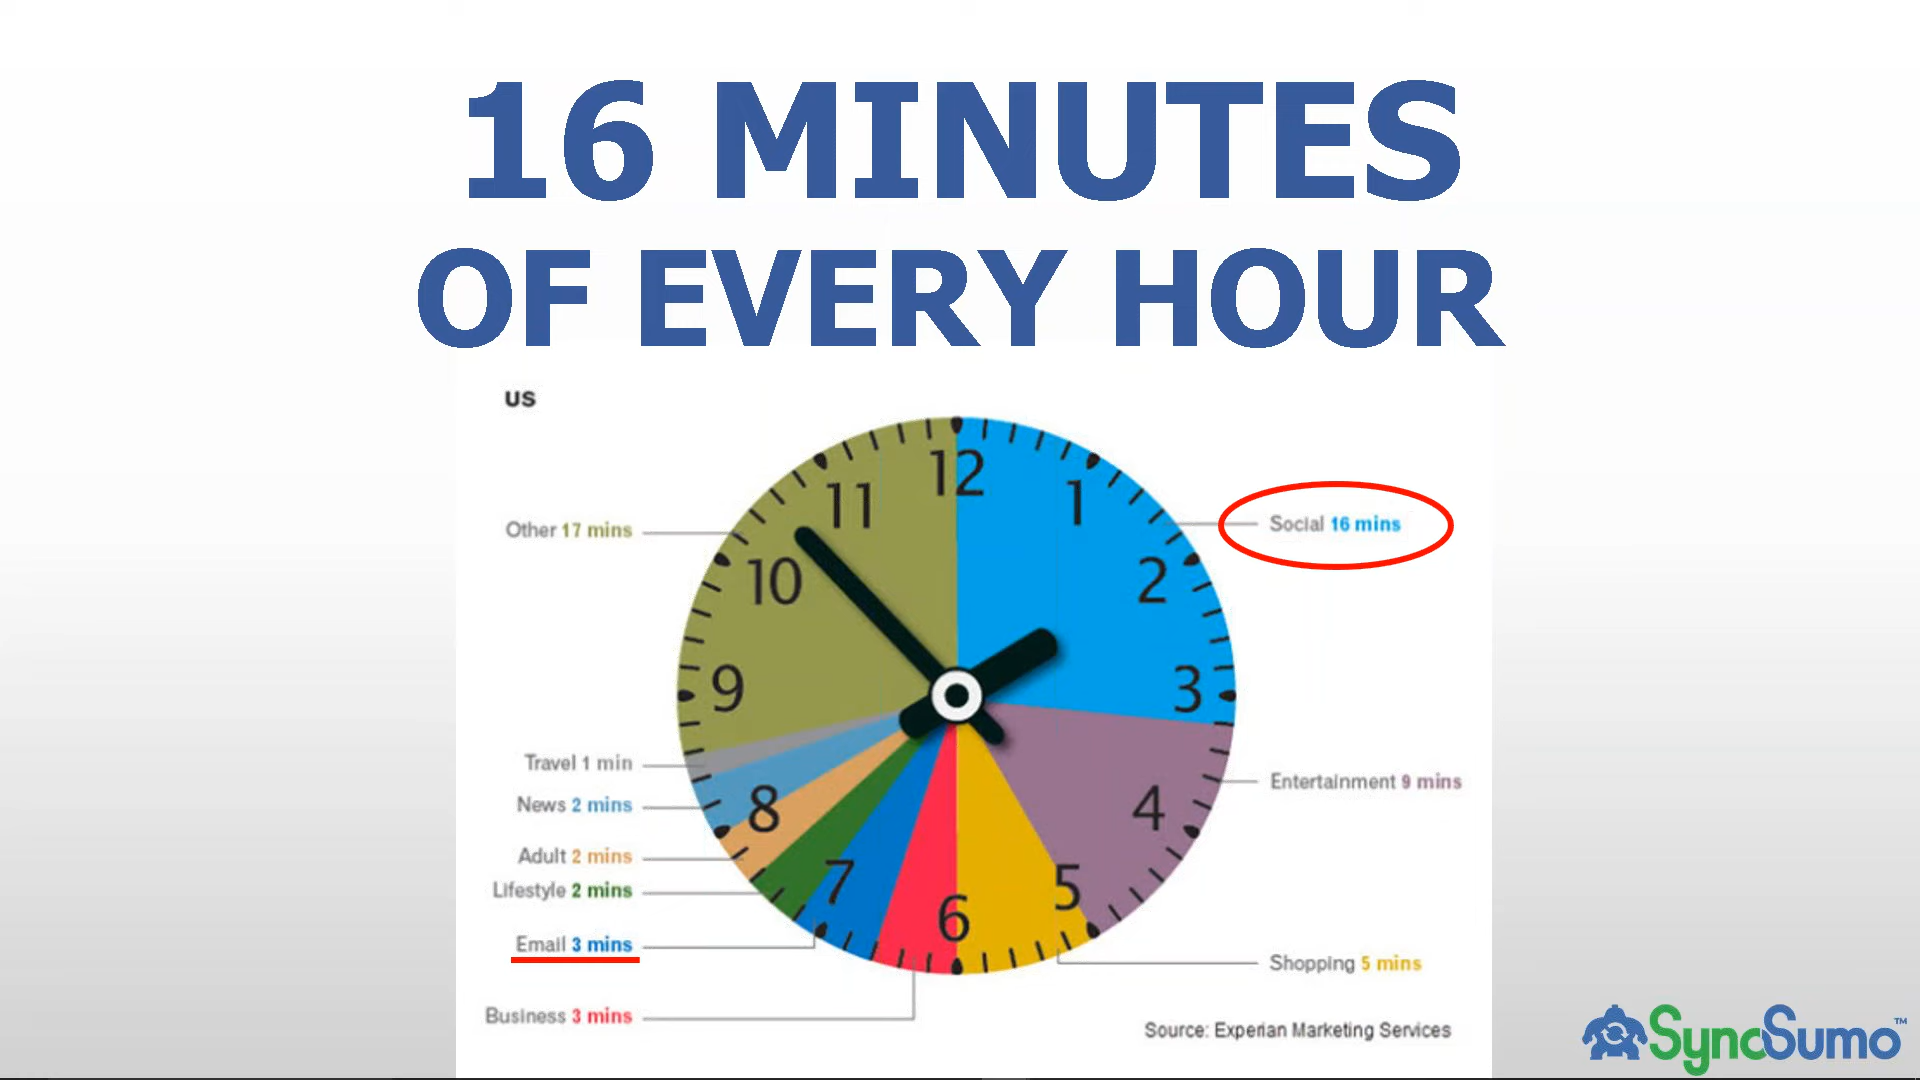 16 MINUTES
OF EVERY HOUR
US
12
1
2
3
4
5
6
7
8
9
10
11
Social 16 mins
Entertainment 9 mins
Shopping 5 mins
Business 3 mins
Email 3 mins
Lifestyle 2 mins
Adult 2 mins
News 2 mins
Travel 1 min
Other 17 mins
Source: Experian Marketing Services
SyncSumo™